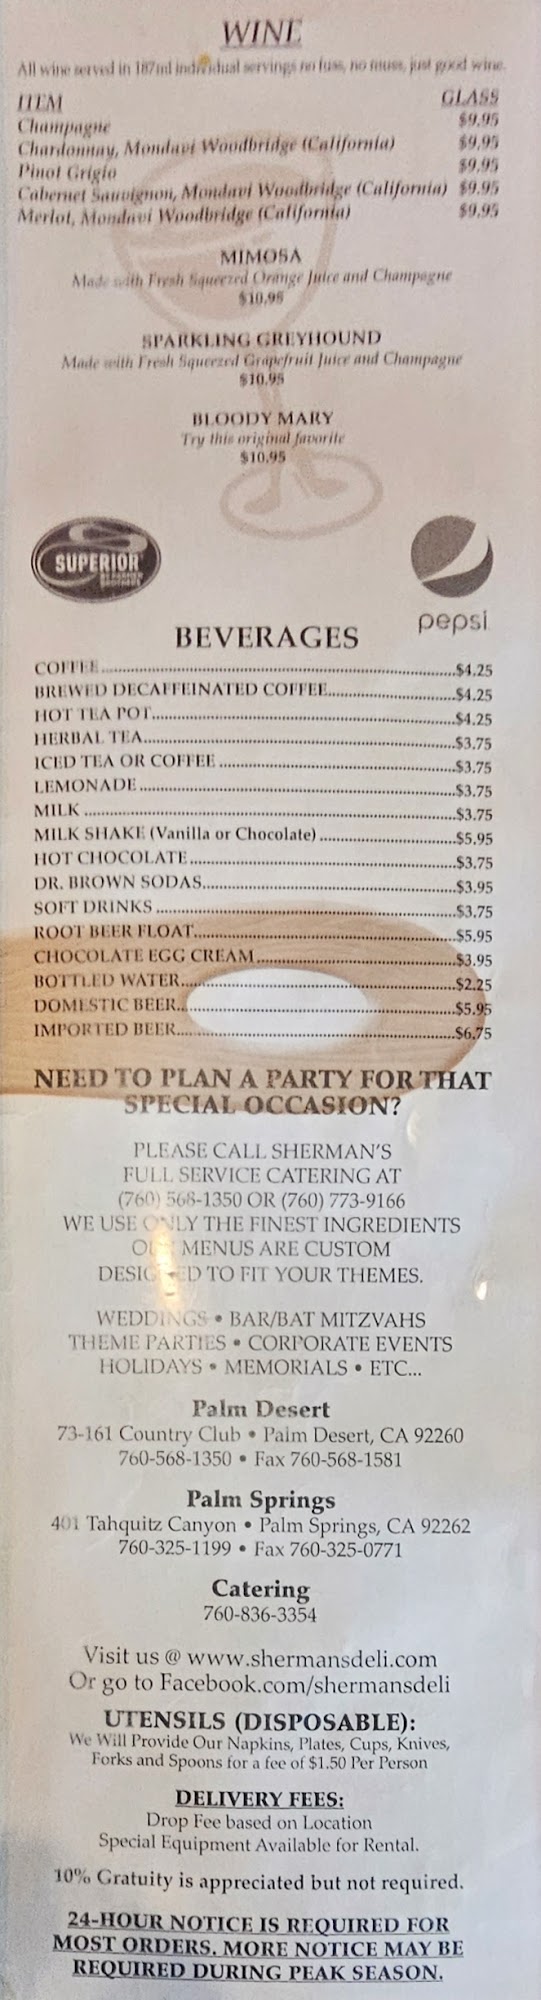 WINE
All wine served in 187ml individual servings no fuss, no muss, just good wine.
ITEM GLASS
Champagne $9.95
Chardonnay, Mondavi Woodbridge (California) $9.95
Pinot Grigio $9.95
Cabernet Sauvignon, Mondavi Woodbridge (California) $9.95
Merlot, Mondavi Woodbridge (California) $9.95
MIMOSA
Made with Fresh Squeezed Orange Juice and Champagne
$10.95
SPARKLING GREYHOUND
Made with Fresh Squeezed Grapefruit Juice and Champagne
$10.95
BLOODY MARY
Try this original favorite
$10.95
SUPERIOR
BY FARMER
BROTHERS
pepsi
BEVERAGES
COFFEE $4.25
BREWED DECAFFEINATED COFFEE $4.25
HOT TEA POT $4.25
HERBAL TEA $3.75
ICED TEA OR COFFEE $3.75
LEMONADE $3.75
MILK $3.75
MILK SHAKE (Vanilla or Chocolate) $5.95
HOT CHOCOLATE $3.75
DR. BROWN SODAS $3.95
SOFT DRINKS $3.75
ROOT BEER FLOAT $5.95
CHOCOLATE EGG CREAM $3.95
BOTTLED WATER $2.25
DOMESTIC BEER $5.95
IMPORTED BEER $6.75
NEED TO PLAN A PARTY FOR THAT
SPECIAL OCCASION?
PLEASE CALL SHERMAN'S
FULL SERVICE CATERING AT
(760) 568-1350 OR (760) 773-9166
WE USE ONLY THE FINEST INGREDIENTS
OUR MENUS ARE CUSTOM
DESIGNED TO FIT YOUR THEMES.
WEDDINGS • BAR/BAT MITZVAHS
THEME PARTIES • CORPORATE EVENTS
HOLIDAYS • MEMORIALS • ETC...
Palm Desert
73-161 Country Club • Palm Desert, CA 92260
760-568-1350 • Fax 760-568-1581
Palm Springs
401 Tahquitz Canyon • Palm Springs, CA 92262
760-325-1199 • Fax 760-325-0771
Catering
760-836-3354
Visit us @ www.shermansdeli.com
Or go to Facebook.com/shermansdeli
UTENSILS (DISPOSABLE):
We Will Provide Our Napkins, Plates, Cups, Knives,
Forks and Spoons for a fee of $1.50 Per Person
DELIVERY FEES:
Drop Fee based on Location
Special Equipment Available for Rental.
10% Gratuity is appreciated but not required.
24-HOUR NOTICE IS REQUIRED FOR
MOST ORDERS. MORE NOTICE MAY BE
REQUIRED DURING PEAK SEASON.